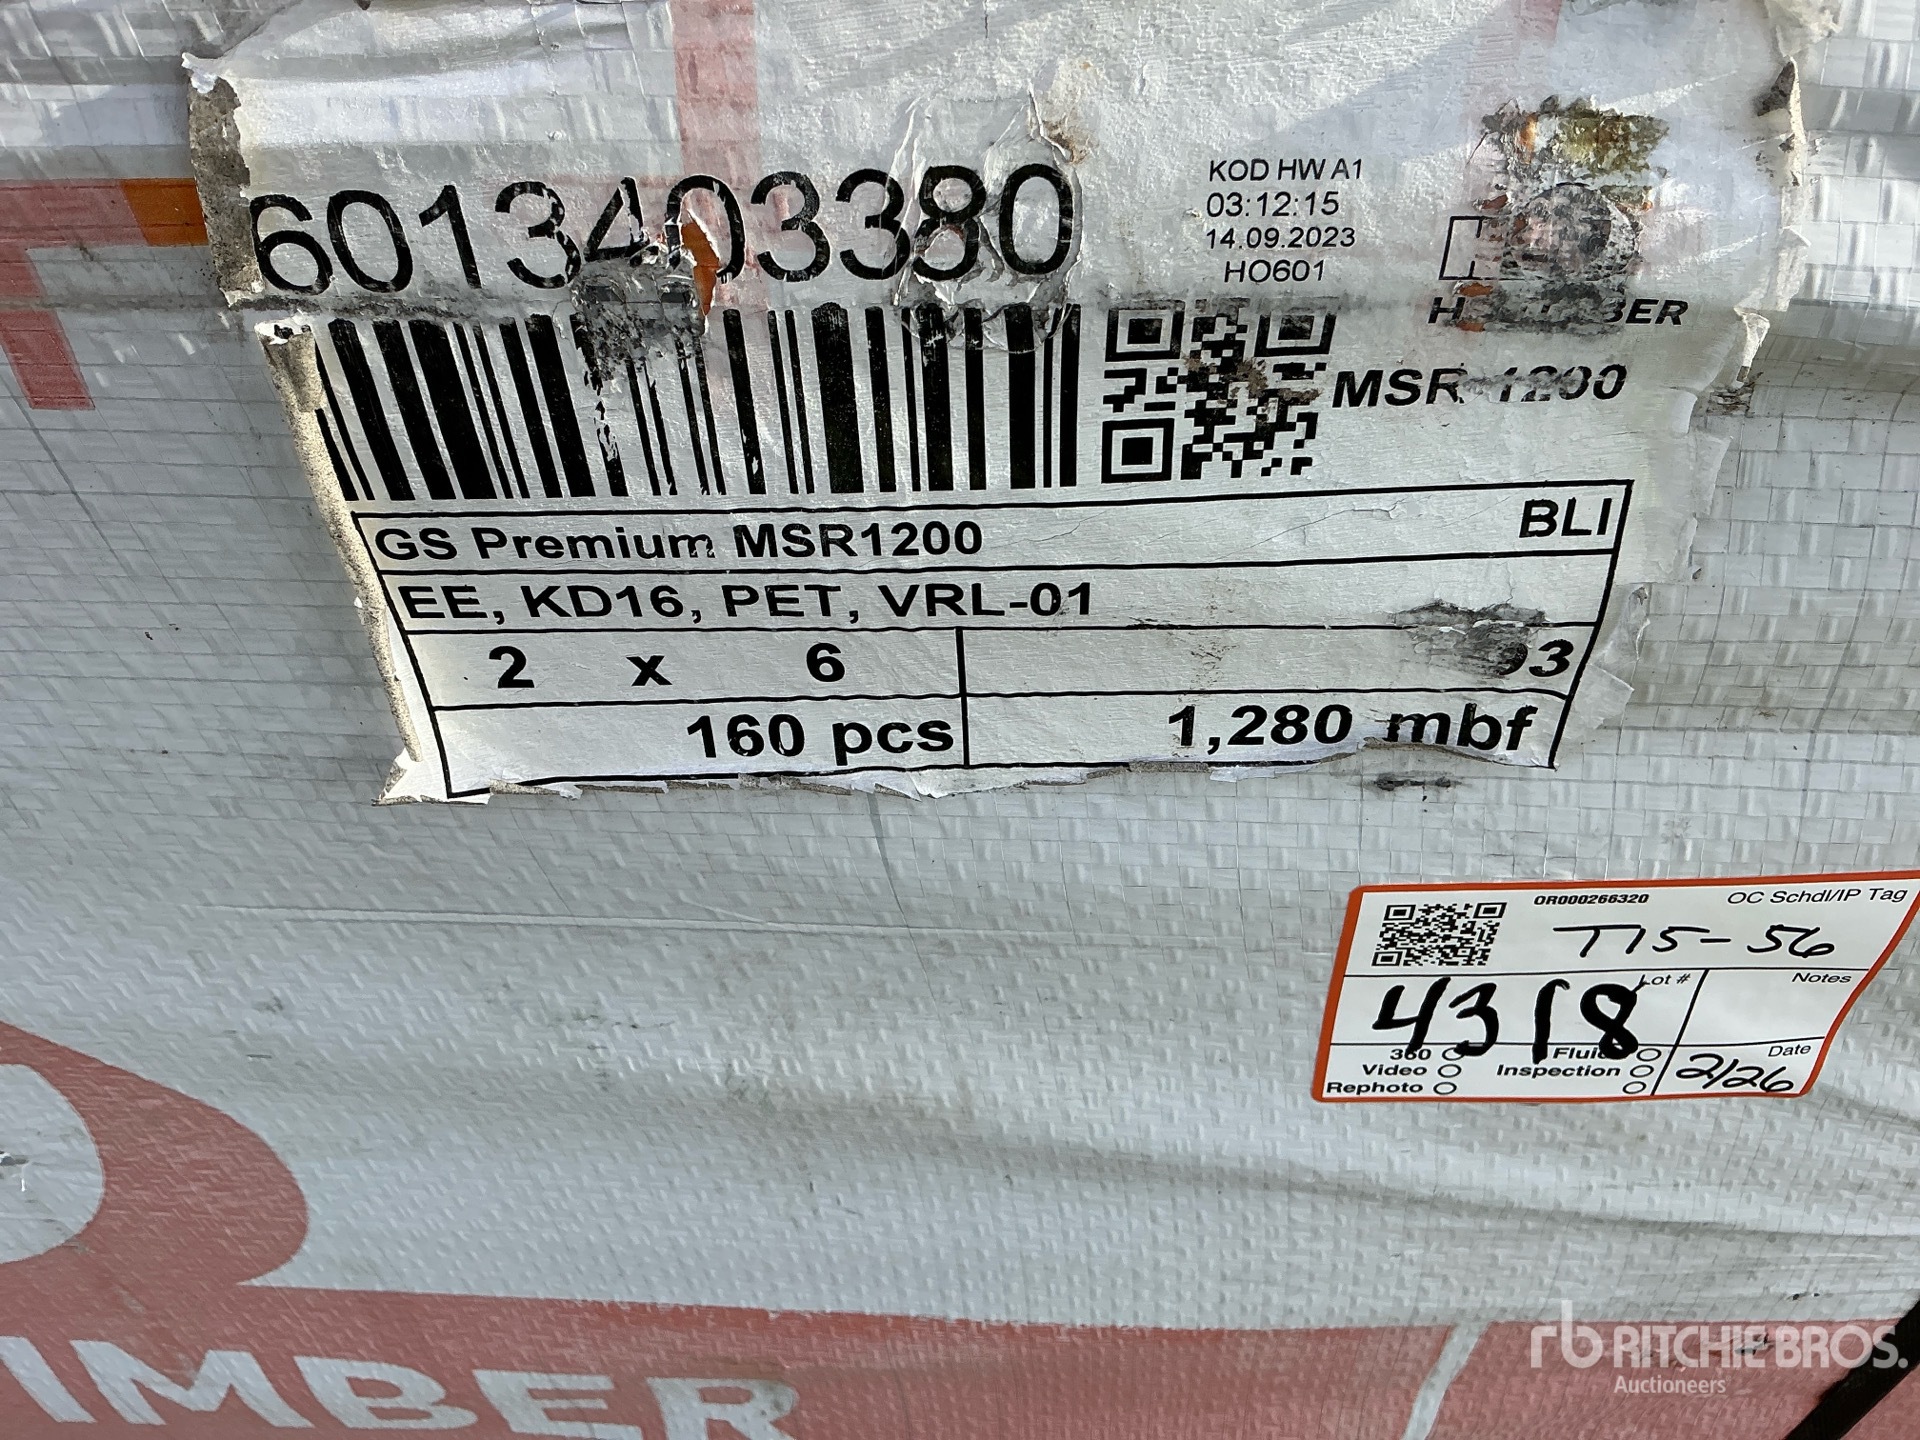 6013403380
KOD HW A1
03:12:15
14.09.2023
HO601
MSR 1200
GS Premium MSR1200 BLI
EE, KD16, PET, VRL-01
2 x 6
160 pcs 1,280 mbf
OR000266320 OC Schdl/IP Tag
T15-56
Lot # Notes
4318
360 Fluid
Video Inspection
Rephoto
Date
2/26
IMBER
rb RITCHIE BROS.
Auctioneers